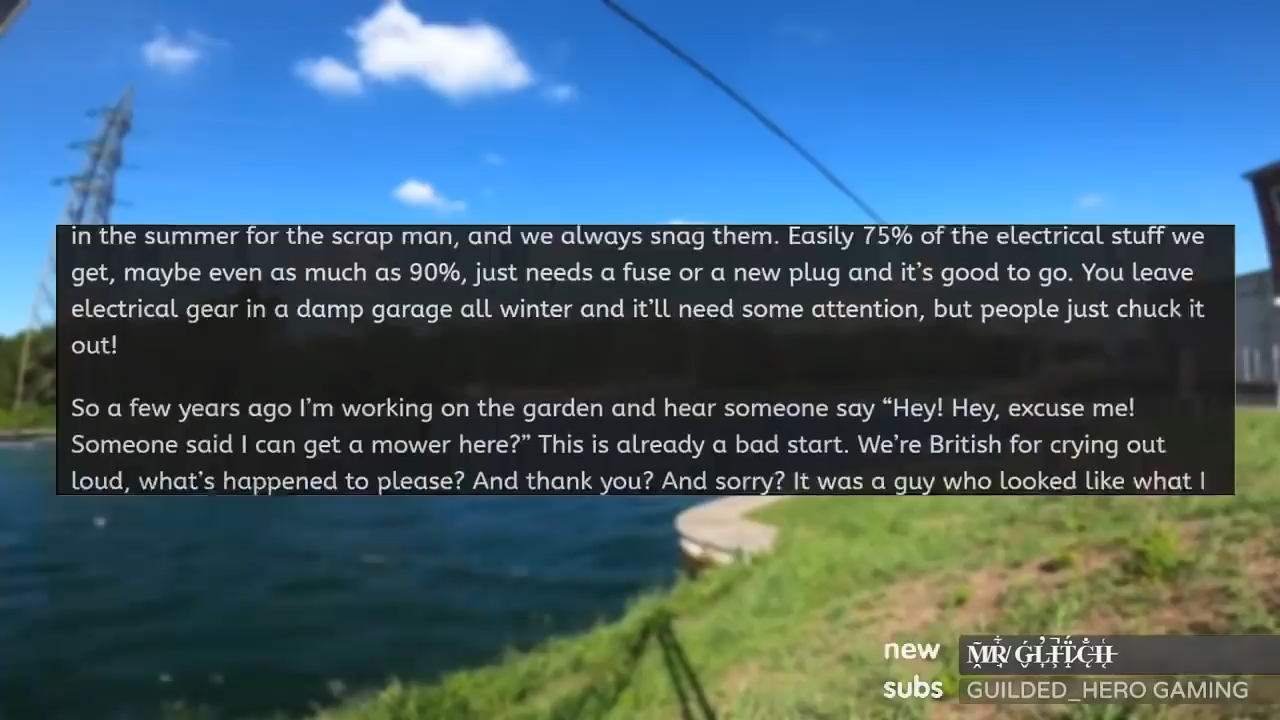 in the summer for the scrap man, and we always snag them. Easily 75% of the electrical stuff we
get, maybe even as much as 90%, just needs a fuse or a new plug and it’s good to go. You leave
electrical gear in a damp garage all winter and it’ll need some attention, but people just chuck it
out!
So a few years ago I’m working on the garden and hear someone say “Hey! Hey, excuse me!
Someone said I can get a mower here?” This is already a bad start. We’re British for crying out
loud, what’s happened to please? And thank you? And sorry? It was a guy who looked like what I
new MR GLITCH
subs GUILDED_HERO GAMING